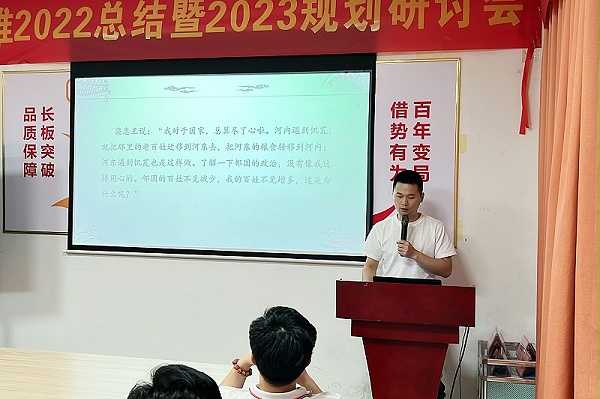 雅2022总结暨2023规划研讨会
长板突破
品质保障
梁惠王说：“我对于国家，总算尽了心啦。河内遇到饥荒，
就把那里的老百姓迁移到河东去，把河东的粮食转移到河内；
河东遇到饥荒也是这样做。了解一下邻国的政治，没有像我这
样用心的。邻国的百姓不见减少，我的百姓不见增多，这是为
什么呢？”
百年变局
借势有为